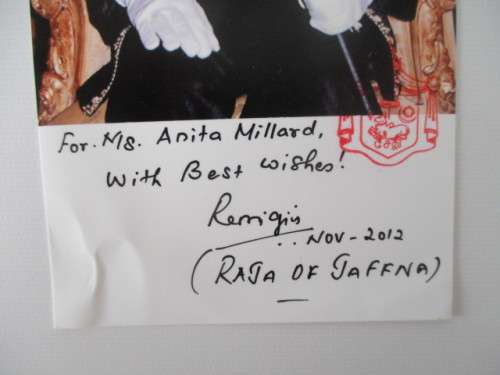 For. Ms. Anita Millard,
With Best Wishes!
Remigius
NOV - 2012
(RAJA OF JAFFNA)